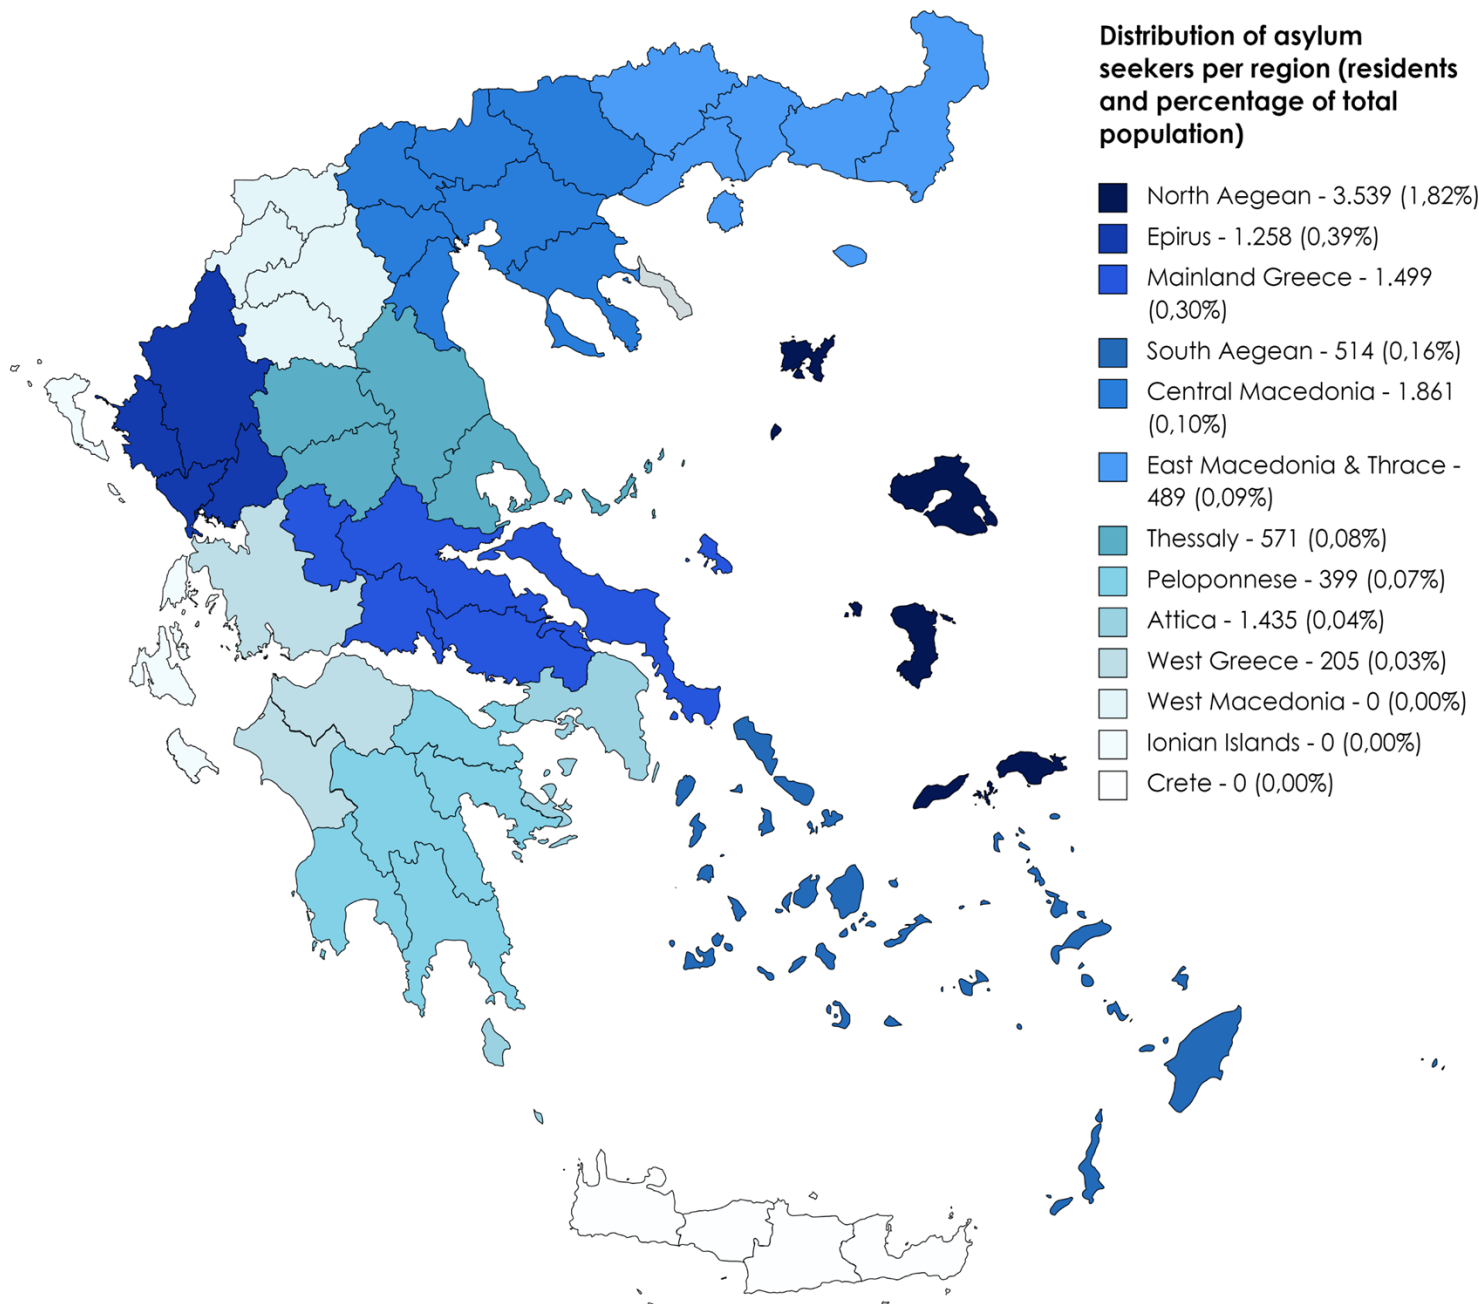 Distribution of asylum
seekers per region (residents
and percentage of total
population)
North Aegean - 3.539 (1,82%)
Epirus - 1.258 (0,39%)
Mainland Greece - 1.499
(0,30%)
South Aegean - 514 (0,16%)
Central Macedonia - 1.861
(0,10%)
East Macedonia & Thrace -
489 (0,09%)
Thessaly - 571 (0,08%)
Peloponnese - 399 (0,07%)
Attica - 1.435 (0,04%)
West Greece - 205 (0,03%)
West Macedonia - 0 (0,00%)
Ionian Islands - 0 (0,00%)
Crete - 0 (0,00%)